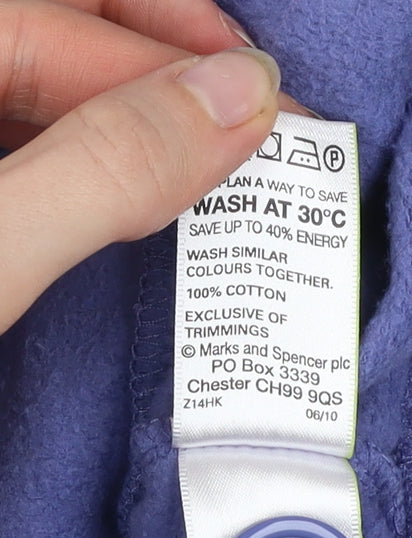 P
PLAN A WAY TO SAVE
WASH AT 30°C
SAVE UP TO 40% ENERGY
WASH SIMILAR
COLOURS TOGETHER.
100% COTTON
EXCLUSIVE OF
TRIMMINGS
© Marks and Spencer plc
PO Box 3339
Chester CH99 9QS
Z14HK 06/10